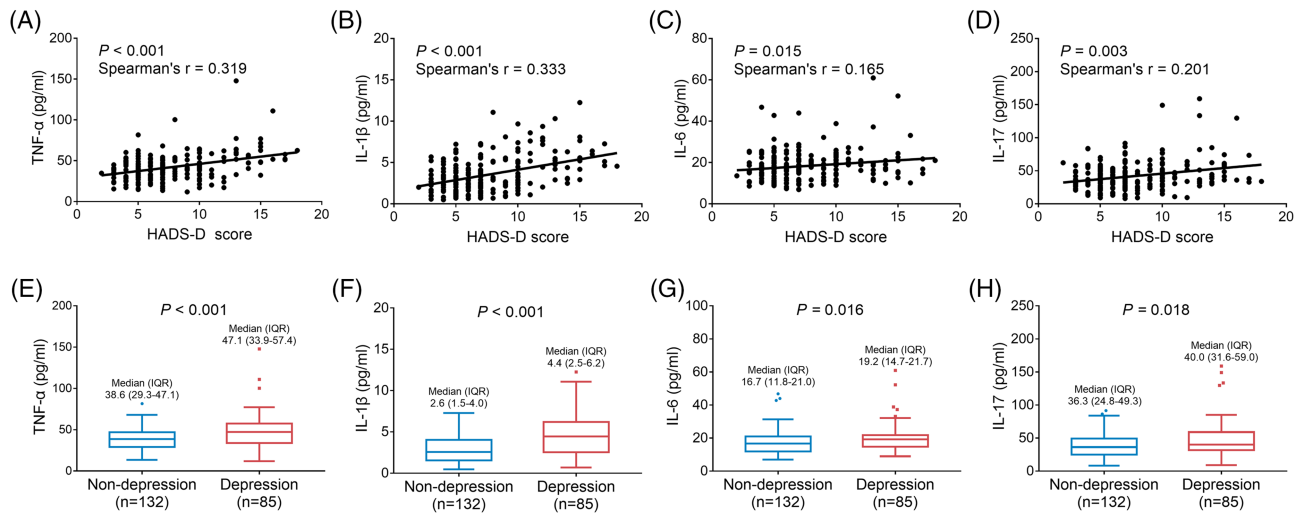 (A)
P < 0.001
Spearman's r = 0.319
TNF-α (pg/ml)
200
150
100
50
0
0
5
10
15
20
HADS-D score
(B)
P < 0.001
Spearman's r = 0.333
IL-1β (pg/ml)
20
15
10
5
0
0
5
10
15
20
HADS-D score
(C)
P = 0.015
Spearman's r = 0.165
IL-6 (pg/ml)
80
60
40
20
0
0
5
10
15
20
HADS-D score
(D)
P = 0.003
Spearman's r = 0.201
IL-17 (pg/ml)
250
200
150
100
50
0
0
5
10
15
20
HADS-D score
(E)
P < 0.001
TNF-α (pg/ml)
200
150
100
50
0
Median (IQR)
38.6 (29.3-47.1)
Median (IQR)
47.1 (33.9-57.4)
Non-depression
(n=132)
Depression
(n=85)
(F)
P < 0.001
IL-1β (pg/ml)
20
15
10
5
0
Median (IQR)
2.6 (1.5-4.0)
Median (IQR)
4.4 (2.5-6.2)
Non-depression
(n=132)
Depression
(n=85)
(G)
P = 0.016
IL-6 (pg/ml)
100
80
60
40
20
0
Median (IQR)
16.7 (11.8-21.0)
Median (IQR)
19.2 (14.7-21.7)
Non-depression
(n=132)
Depression
(n=85)
(H)
P = 0.018
IL-17 (pg/ml)
250
200
150
100
50
0
Median (IQR)
36.3 (24.8-49.3)
Median (IQR)
40.0 (31.6-59.0)
Non-depression
(n=132)
Depression
(n=85)